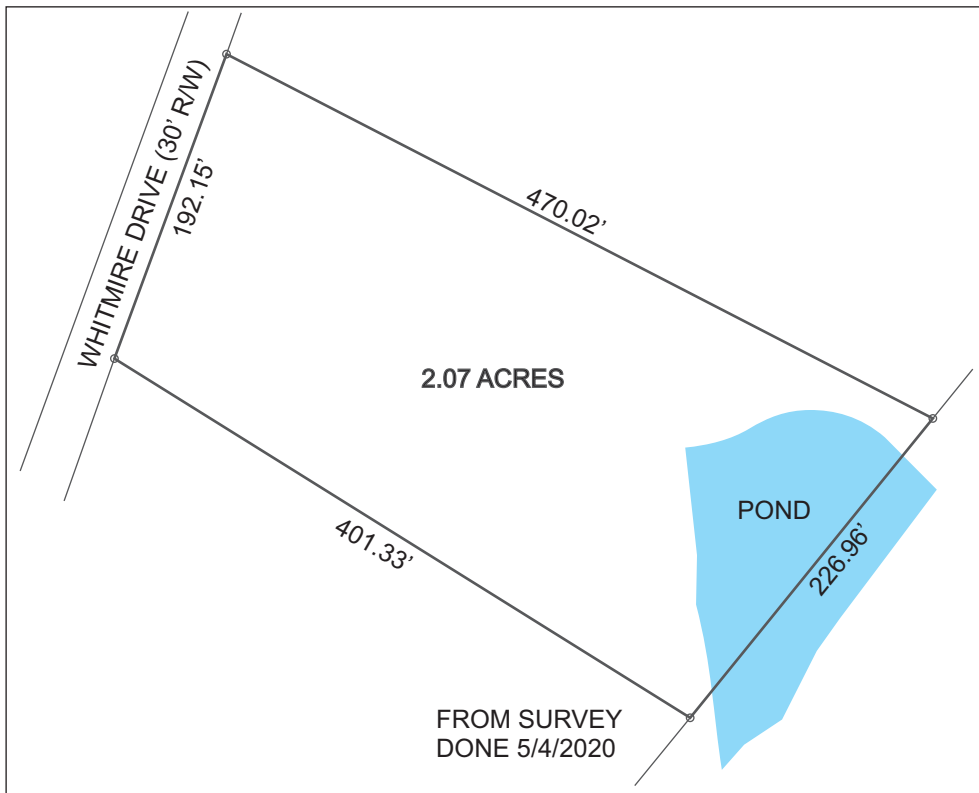 WHITMIRE DRIVE (30’ R/W)
192.15’
470.02’
2.07 ACRES
POND
401.33’
226.96’
FROM SURVEY
DONE 5/4/2020